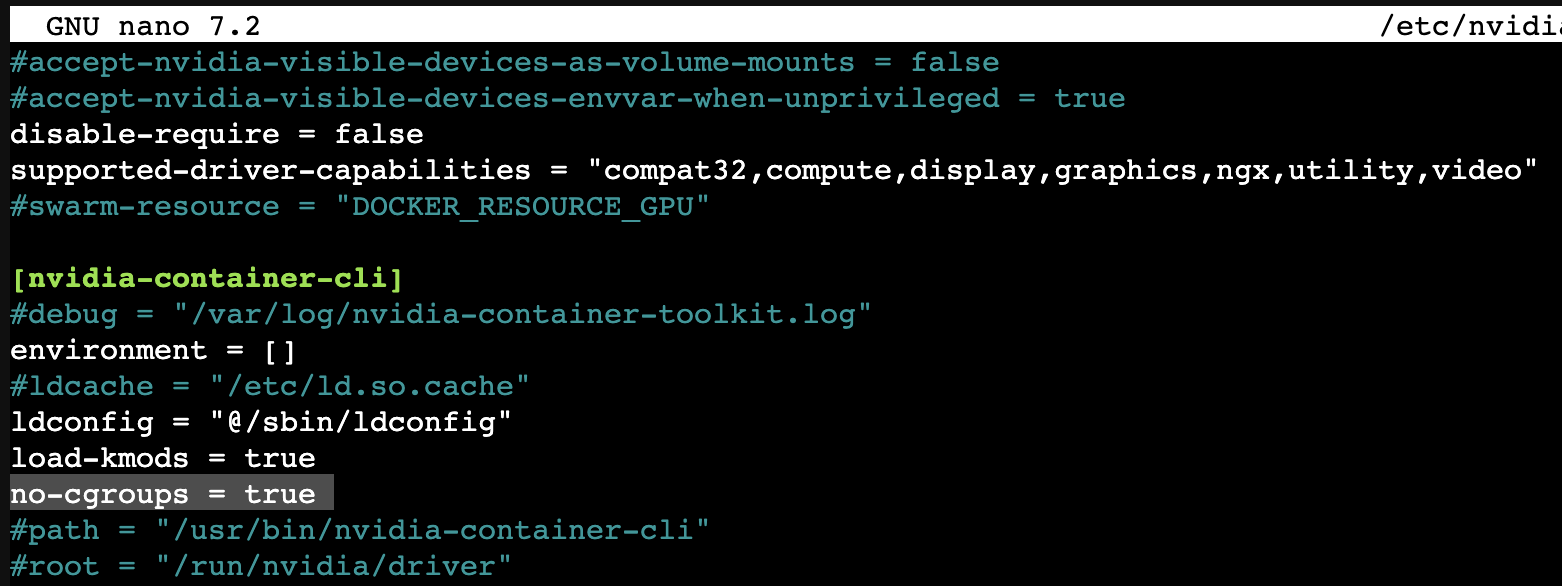 GNU nano 7.2 /etc/nvidia
#accept-nvidia-visible-devices-as-volume-mounts = false
#accept-nvidia-visible-devices-envvar-when-unprivileged = true
disable-require = false
supported-driver-capabilities = "compat32,compute,display,graphics,ngx,utility,video"
#swarm-resource = "DOCKER_RESOURCE_GPU"
[nvidia-container-cli]
#debug = "/var/log/nvidia-container-toolkit.log"
environment = []
#ldcache = "/etc/ld.so.cache"
ldconfig = "@/sbin/ldconfig"
load-kmods = true
no-cgroups = true
#path = "/usr/bin/nvidia-container-cli"
#root = "/run/nvidia/driver"